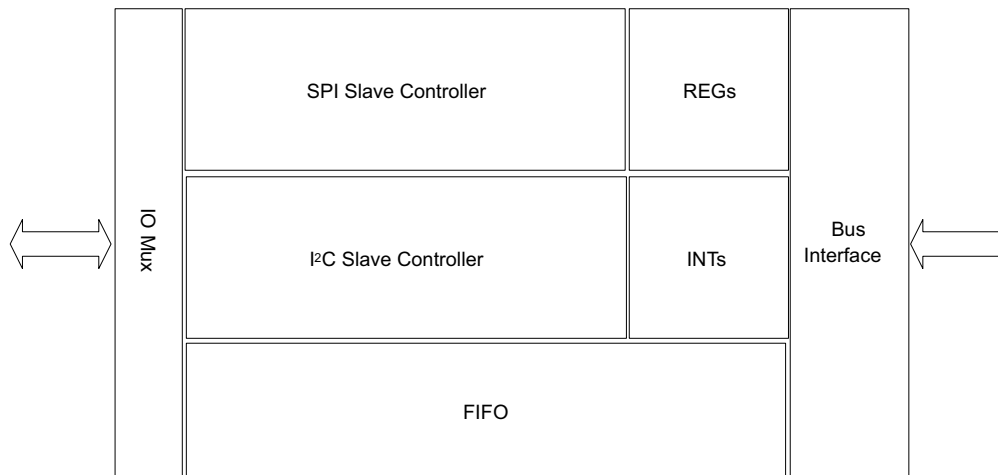 SPI Slave Controller
REGs
IO Mux
I²C Slave Controller
INTs
Bus
Interface
FIFO